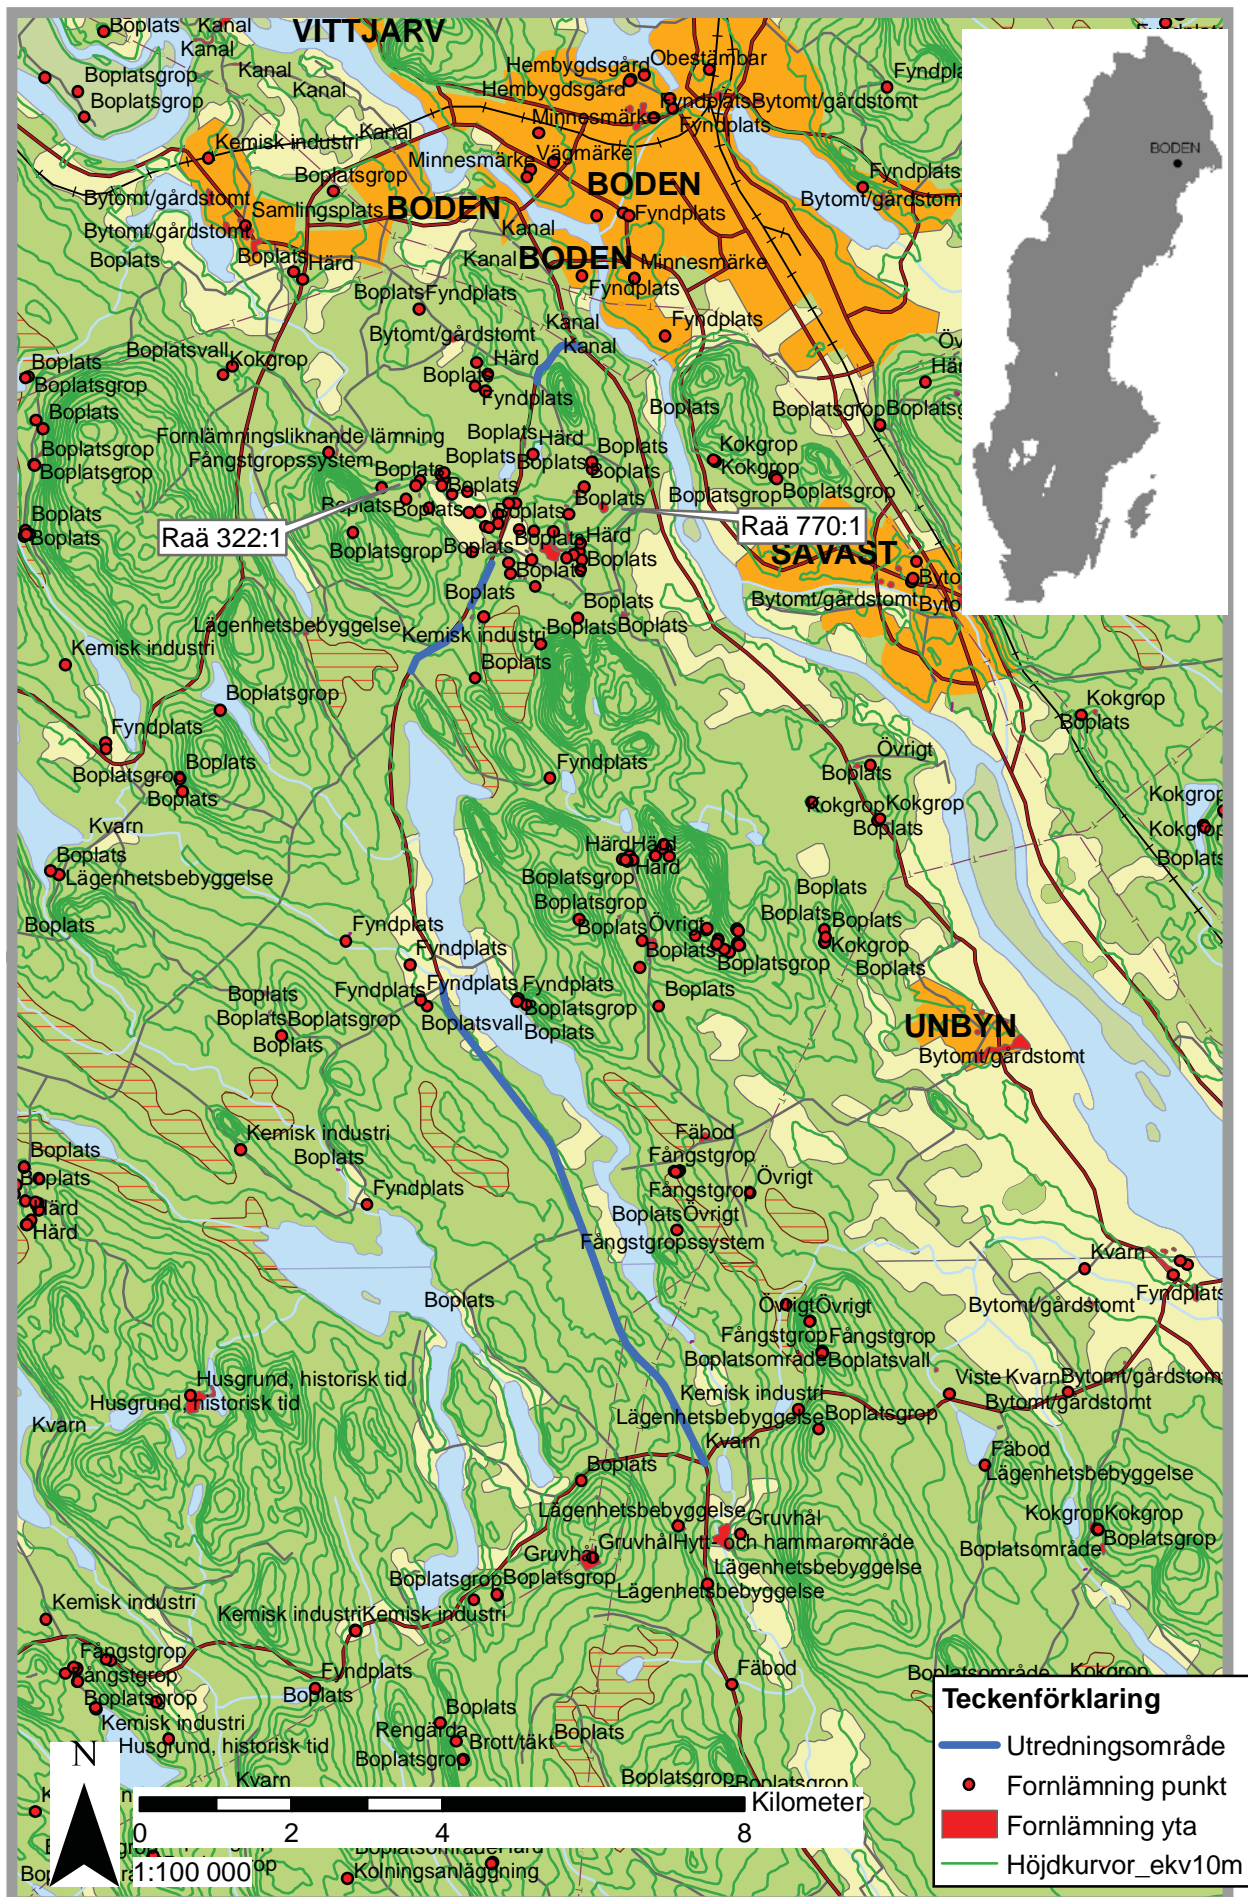 Boplats
Kanal
VITTJÄRV
Kanal
Kanal
Kanal
Boplatsgrop
Boplatsgrop
Hembygdsgård
Obestämbar
Hembygdsgård
Fyndplats
Bytomt/gårdstomt
Minnesmärke
Fyndplats
Kanal
Kemisk industri
Minnesmärke
Vägmärke
BODEN
Boplatsgrop
Fyndplats
Bytomt/gårdstomt
Bytomt/gårdstomt
Samlingsplats
BODEN
Fyndplats
Bytomt/gårdstomt
Kanal
Boplats
Boplats
Härd
Kanal
BODEN
Minnesmärke
Fyndplats
Boplats
Fyndplats
Kanal
Fyndplats
Bytomt/gårdstomt
Kanal
BODEN
Boplats
Boplatsgrop
Boplatsvall
Kokgrop
Härd
Boplats
Fyndplats
Boplats
Boplats
Boplatsgrop
Boplatsgrop
Boplatsgrop
Fornlämningsliknande lämning
Fångstgropssystem
Boplats
Härd
Boplats
Boplats
Boplats
Boplats
Boplats
Boplats
Kokgrop
Kokgrop
Boplatsgrop
Boplatsgrop
Boplats
Boplats
Boplats
Boplats
Boplats
Raä 322:1
Raä 770:1
Boplats
Boplats
Boplatsgrop
Boplats
Boplats
Härd
Boplats
Boplats
SÄVAST
Bytomt/gårdstomt
Boplats
Boplats
Lägenhetsbebyggelse
Kemisk industri
Boplats
Boplats
Kemisk industri
Boplats
Boplatsgrop
Kokgrop
Boplats
Fyndplats
Boplatsgrop
Boplats
Boplats
Fyndplats
Övrigt
Boplats
Kokgrop
Kokgrop
Boplats
Kokgrop
Kokgrop
Boplats
Kvarn
Boplats
Lägenhetsbebyggelse
Boplats
Härd
Härd
Härd
Boplatsgrop
Boplatsgrop
Boplats
Övrigt
Boplats
Boplatsgrop
Boplats
Boplats
Boplats
Kokgrop
Boplats
Fyndplats
Fyndplats
Fyndplats
Fyndplats
Fyndplats
Boplatsgrop
Boplatsvall
Boplats
Boplats
Boplats
Boplatsgrop
Boplats
Boplats
UNBYN
Bytomt/gårdstomt
Kemisk industri
Boplats
Boplats
Boplats
Fyndplats
Härd
Härd
Fäbod
Fångstgrop
Fångstgrop
Övrigt
Boplats
Övrigt
Fångstgropssystem
Kvarn
Fyndplats
Bytomt/gårdstomt
Boplats
Övrigt
Övrigt
Fångstgrop
Fångstgrop
Boplatsområde
Boplatsvall
Husgrund, historisk tid
Husgrund, historisk tid
Kvarn
Kemisk industri
Lägenhetsbebyggelse
Boplatsgrop
Kvarn
Viste
Kvarn
Bytomt/gårdstomt
Bytomt/gårdstomt
Boplats
Fäbod
Lägenhetsbebyggelse
Lägenhetsbebyggelse
Gruvhål
Gruvhål
Hytt- och hammarområde
Gruvhål
Lägenhetsbebyggelse
Lägenhetsbebyggelse
Kokgrop
Kokgrop
Boplatsgrop
Boplatsområde
Boplatsgrop
Boplatsgrop
Kemisk industri
Kemisk industri
Kemisk industri
Fångstgrop
Fångstgrop
Boplatsgrop
Kemisk industri
Husgrund, historisk tid
Fyndplats
Boplats
Boplats
Rengärda
Brott/täkt
Boplatsgrop
Boplats
Fäbod
Boplatsområde
Kokgrop
Kvarn
Boplatsgrop
Boplatsgrop
Kolningsanläggning
N
Kilometer
0 2 4 8
1:100 000
Teckenförklaring
Utredningsområde
Fornlämning punkt
Fornlämning yta
Höjdkurvor_ekv10m